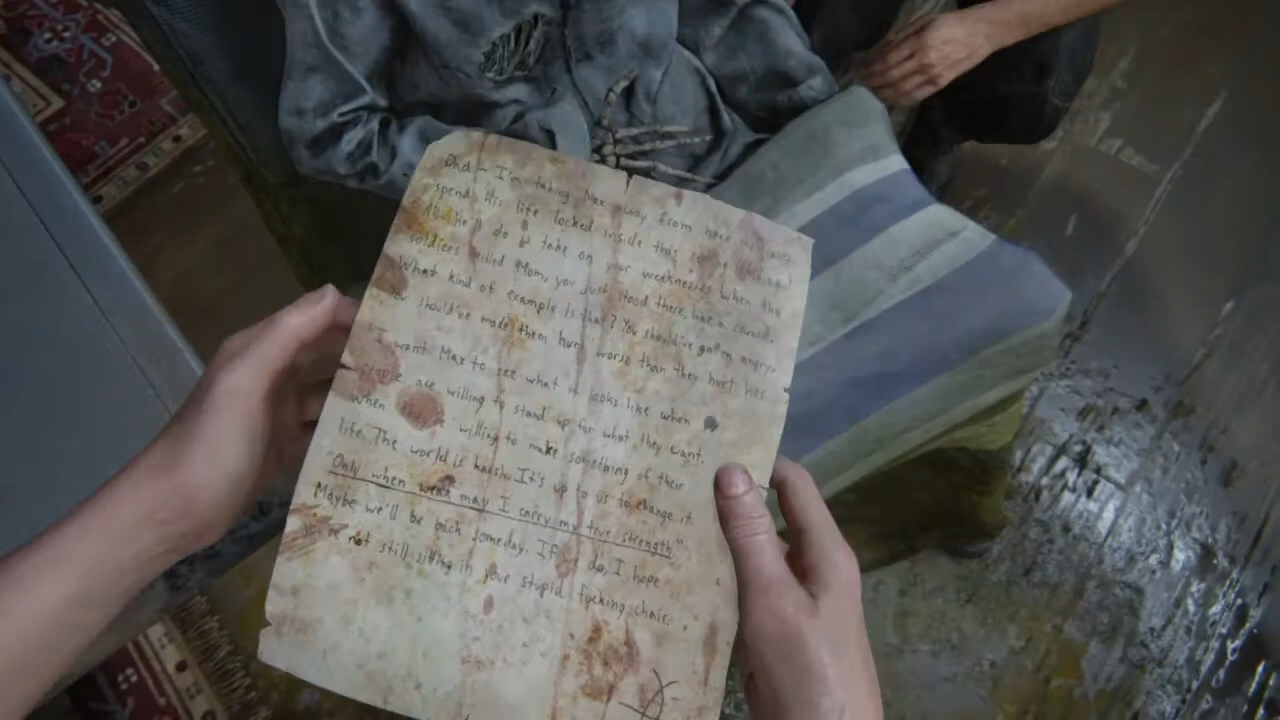 Dad - I'm taking Max away from here
spend his life locked inside this
All he'll do is take on your weaknesses. When the
soldiers killed Mom, you just stood there, like a coward.
What kind of example is that? You should've gotten angry,
You should've made them hurt worse than they hurt her.
I want Max to see what it looks like when
people are willing to stand up for what they want.
When willing to make something of their
life. The world is harsh. It's up to us to change it.
"Only when weak may I carry my true strength"
Maybe we'll be back someday. If do, I hope
not still sitting in your stupid fucking chair.